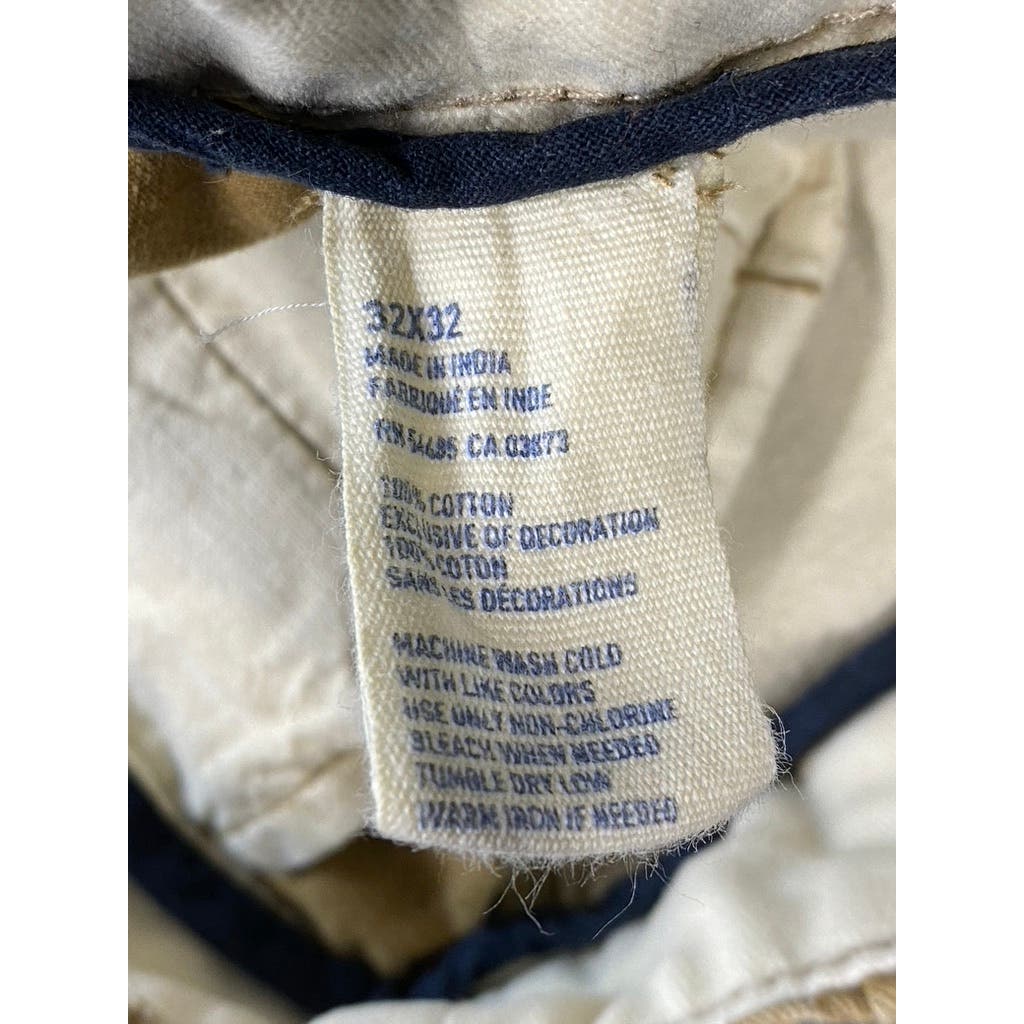 32X32
MADE IN INDIA
FABRIQUÉ EN INDE
RN 54485 CA 03873
100% COTTON
EXCLUSIVE OF DECORATION
100% COTON
SANS LES DÉCORATIONS
MACHINE WASH COLD
WITH LIKE COLORS
USE ONLY NON-CHLORINE
BLEACH WHEN NEEDED
TUMBLE DRY LOW
WARM IRON IF NEEDED